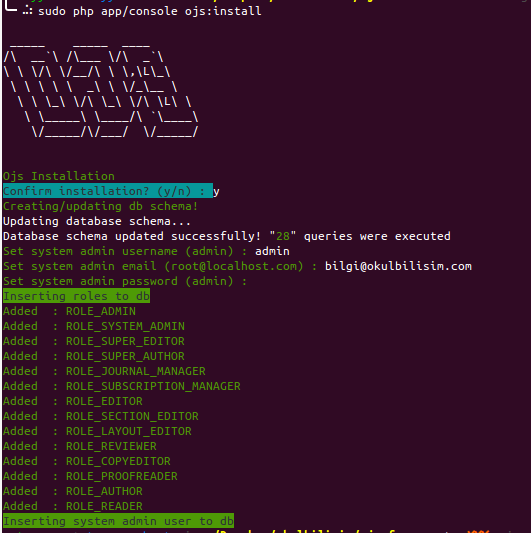 sudo php app/console ojs:install
Ojs Installation
Confirm installation? (y/n) : y
Creating/updating db schema!
Updating database schema...
Database schema updated successfully! "28" queries were executed
Set system admin username (admin) : admin
Set system admin email (root@localhost.com) : bilgi@okulbilisim.com
Set system admin password (admin) :
Inserting roles to db
Added  : ROLE_ADMIN
Added  : ROLE_SYSTEM_ADMIN
Added  : ROLE_SUPER_EDITOR
Added  : ROLE_SUPER_AUTHOR
Added  : ROLE_JOURNAL_MANAGER
Added  : ROLE_SUBSCRIPTION_MANAGER
Added  : ROLE_EDITOR
Added  : ROLE_SECTION_EDITOR
Added  : ROLE_LAYOUT_EDITOR
Added  : ROLE_REVIEWER
Added  : ROLE_COPYEDITOR
Added  : ROLE_PROOFREADER
Added  : ROLE_AUTHOR
Added  : ROLE_READER
Inserting system admin user to db